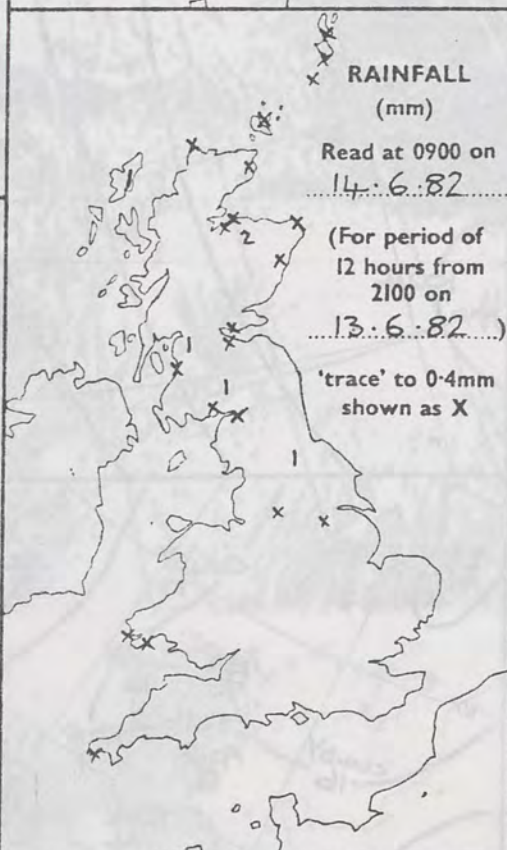 RAINFALL
(mm)
Read at 0900 on
14.6.82
(For period of
12 hours from
2100 on
13.6.82)
'trace' to 0·4mm
shown as X
X
X
X
X
X
X
1
X X X
2
X
X
X
1
X
1
X X
1
X X
X X
X